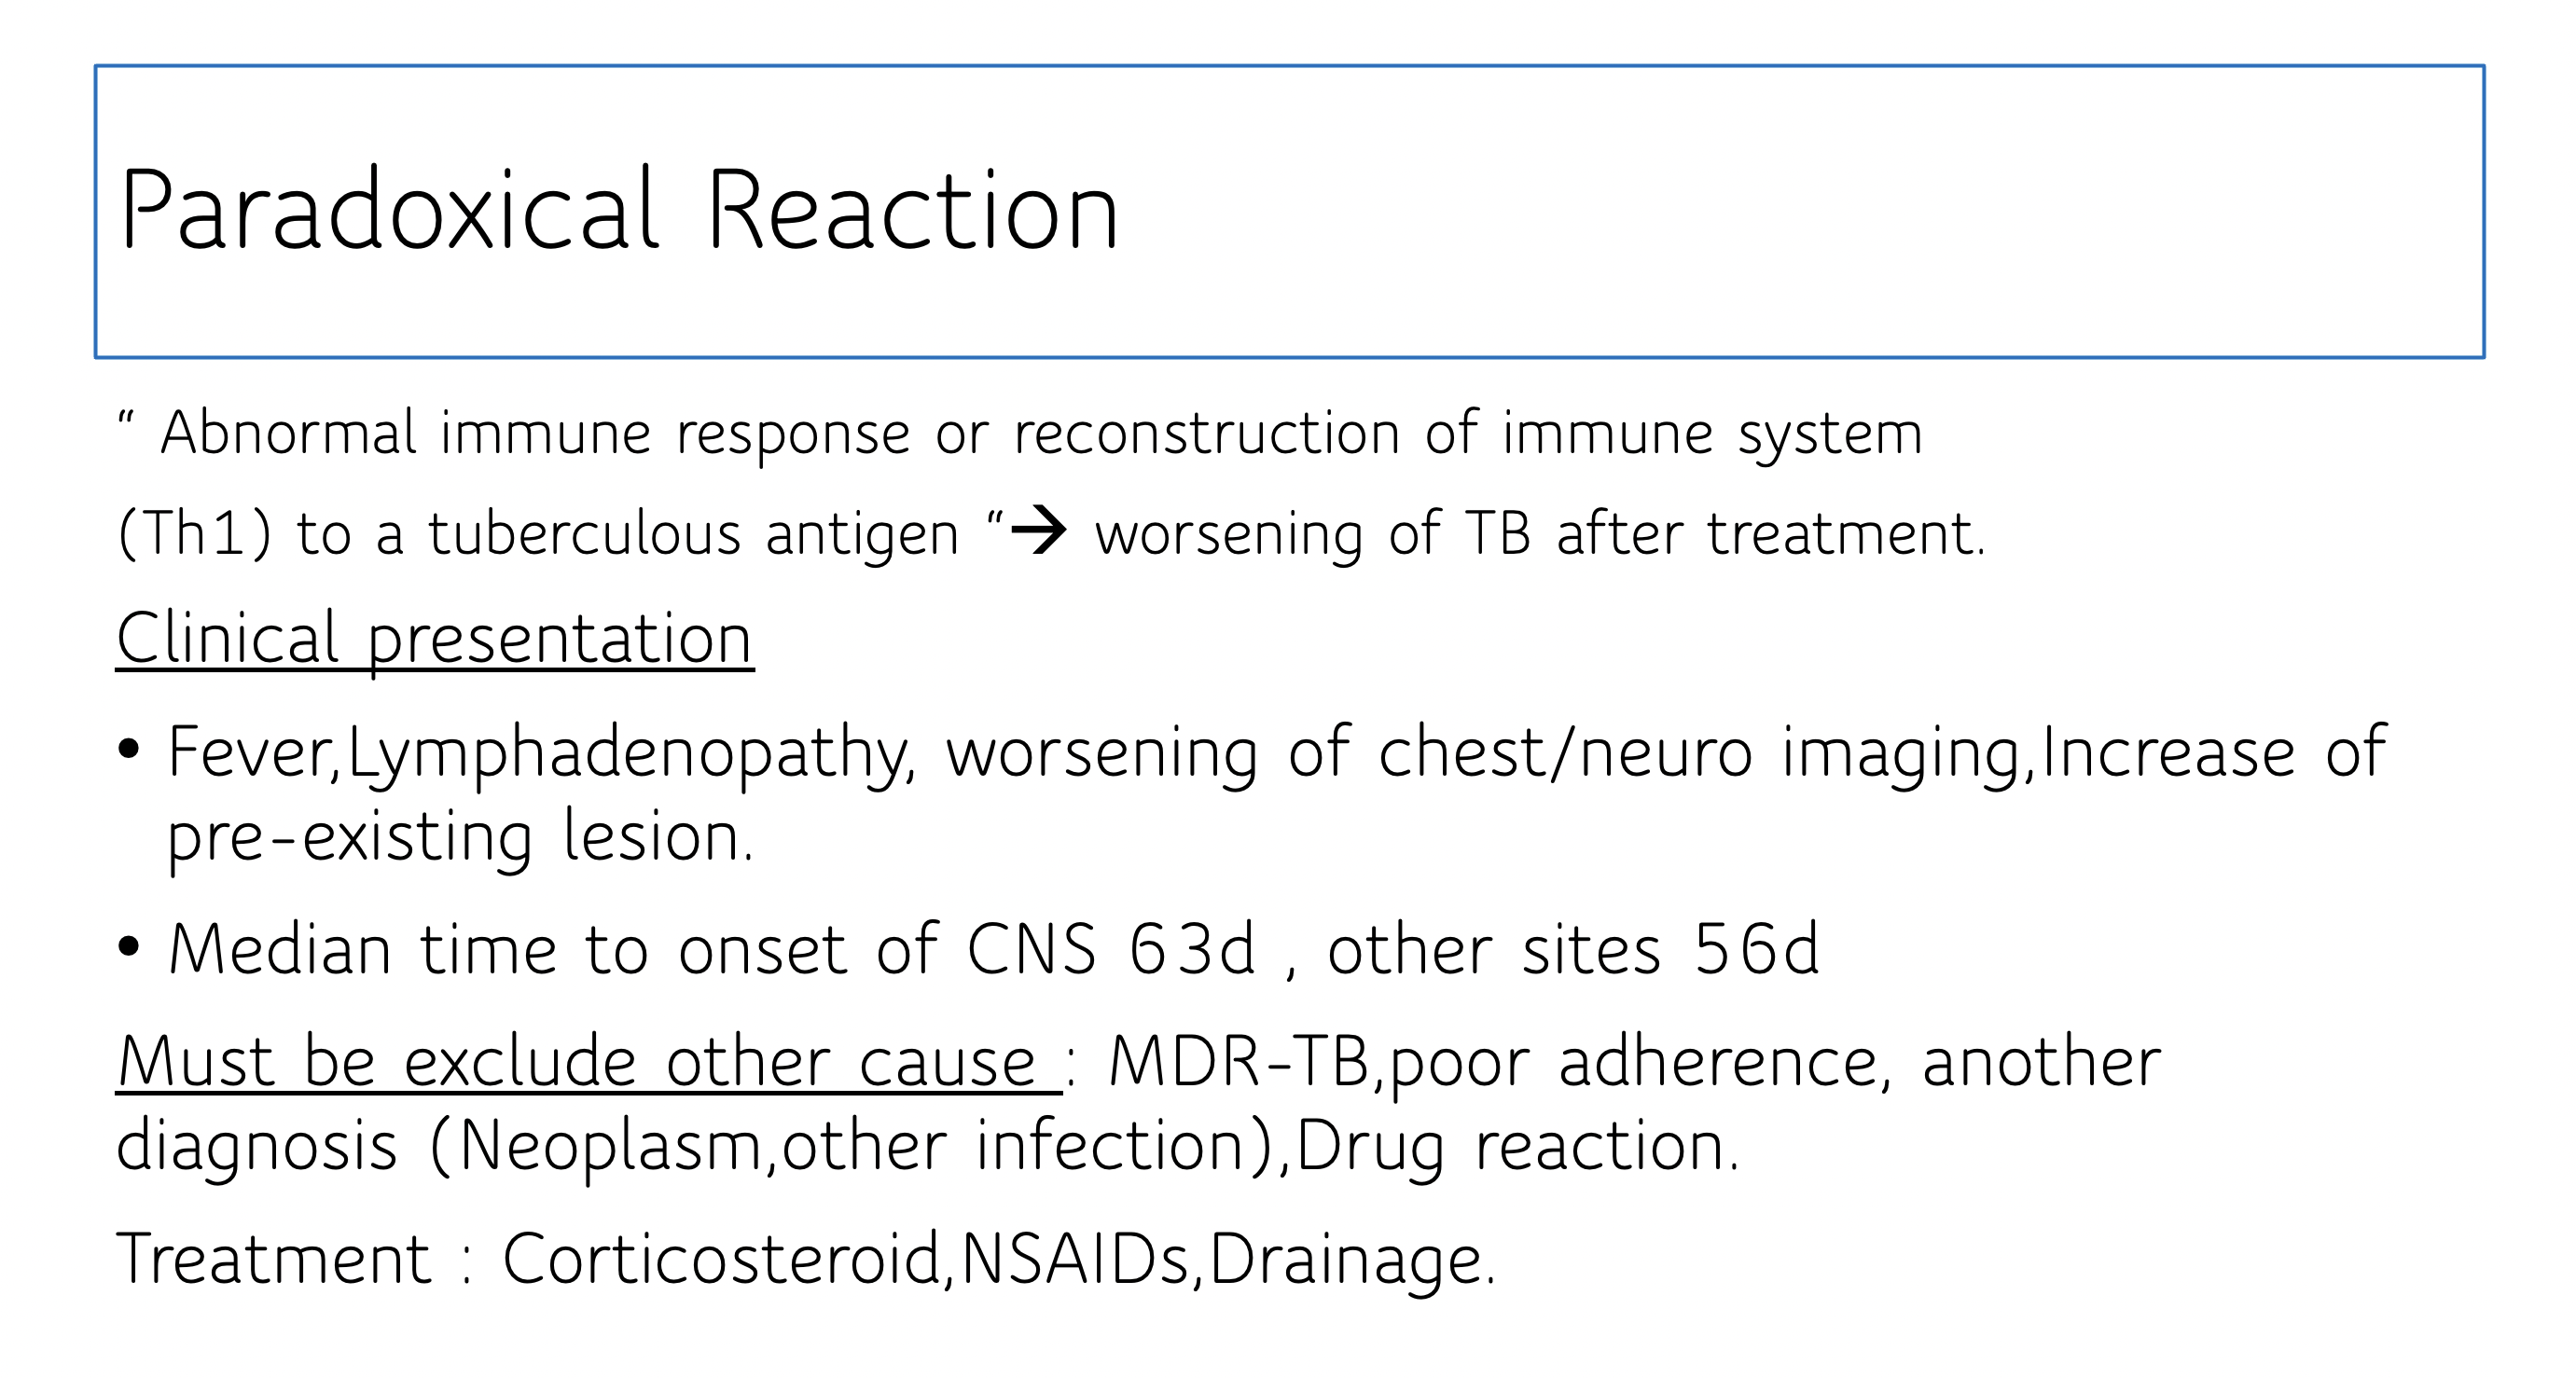 Paradoxical Reaction
“ Abnormal immune response or reconstruction of immune system
(Th1) to a tuberculous antigen “→ worsening of TB after treatment.
Clinical presentation
• Fever,Lymphadenopathy, worsening of chest/neuro imaging,Increase of
pre-existing lesion.
• Median time to onset of CNS 63d , other sites 56d
Must be exclude other cause : MDR-TB,poor adherence, another
diagnosis (Neoplasm,other infection),Drug reaction.
Treatment : Corticosteroid,NSAIDs,Drainage.